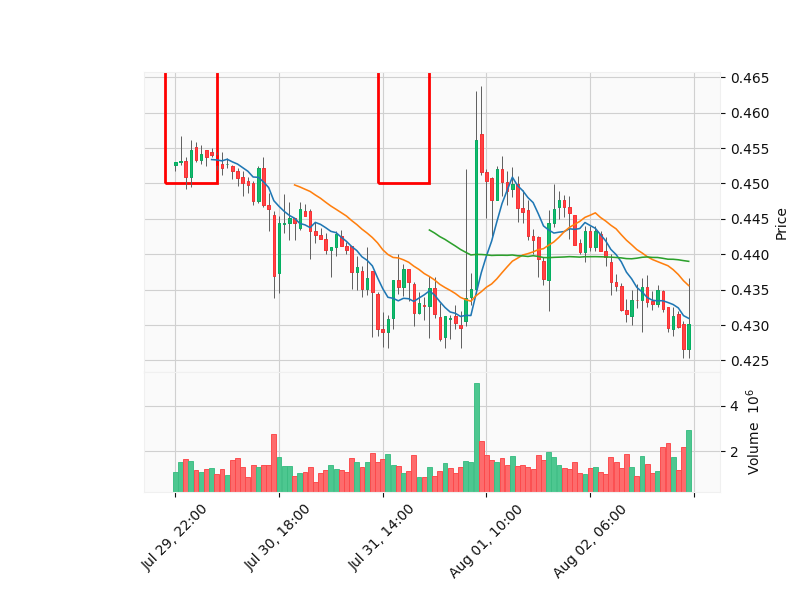 0.465
0.460
0.455
0.450
0.445
0.440
0.435
0.430
0.425
Price
4
2
Volume 10⁶
Jul 29, 22:00
Jul 30, 18:00
Jul 31, 14:00
Aug 01, 10:00
Aug 02, 06:00